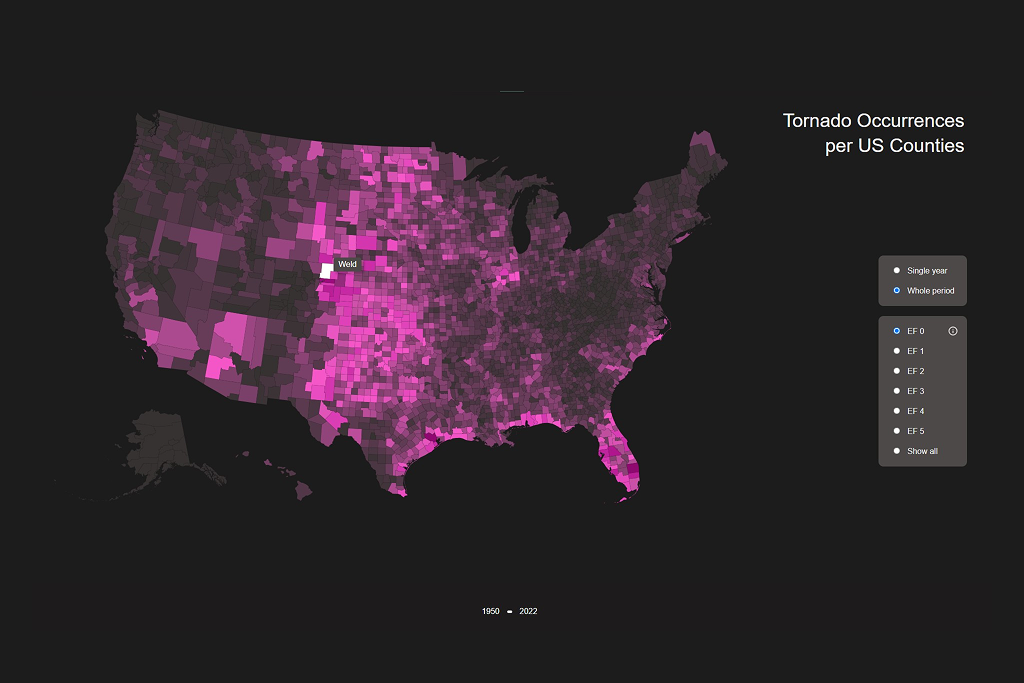 Tornado Occurrences
per US Counties
Weld
Single year
Whole period
EF 0
EF 1
EF 2
EF 3
EF 4
EF 5
Show all
1950 - 2022